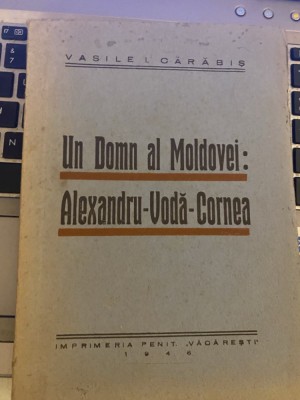 VASILE I. CĂRĂBIȘ
Un Domn al Moldovei:
Alexandru-Vodă-Cornea
IMPRIMERIA PENIT. „VĂCĂREȘTI”
1946